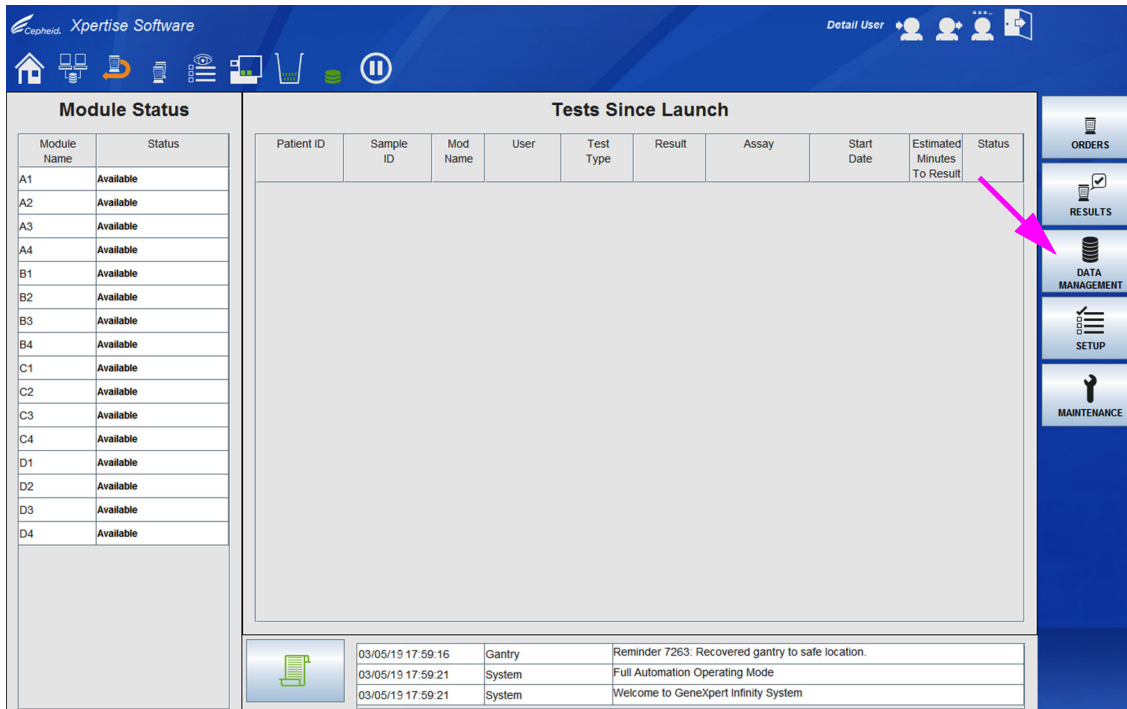 Cepheid. Xpertise Software
Detail User
Module Status
Module Name
Status
A1 Available
A2 Available
A3 Available
A4 Available
B1 Available
B2 Available
B3 Available
B4 Available
C1 Available
C2 Available
C3 Available
C4 Available
D1 Available
D2 Available
D3 Available
D4 Available
Tests Since Launch
Patient ID
Sample ID
Mod Name
User
Test Type
Result
Assay
Start Date
Estimated Minutes To Result
Status
03/05/19 17:59:16 Gantry Reminder 7263: Recovered gantry to safe location.
03/05/19 17:59:21 System Full Automation Operating Mode
03/05/19 17:59:21 System Welcome to GeneXpert Infinity System
ORDERS
RESULTS
DATA
MANAGEMENT
SETUP
MAINTENANCE